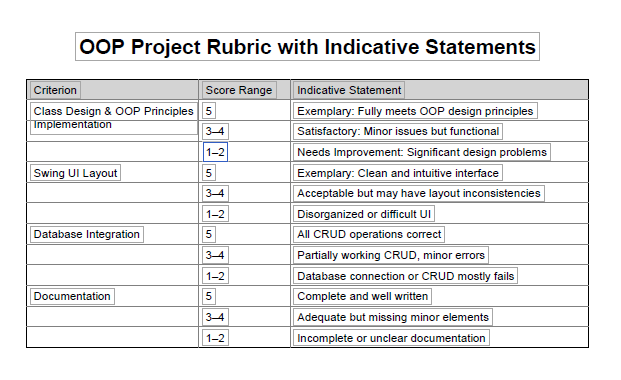 OOP Project Rubric with Indicative Statements
Criterion Score Range Indicative Statement
Class Design & OOP Principles 5 Exemplary: Fully meets OOP design principles
Implementation
3–4 Satisfactory: Minor issues but functional
1–2 Needs Improvement: Significant design problems
Swing UI Layout 5 Exemplary: Clean and intuitive interface
3–4 Acceptable but may have layout inconsistencies
1–2 Disorganized or difficult UI
Database Integration 5 All CRUD operations correct
3–4 Partially working CRUD, minor errors
1–2 Database connection or CRUD mostly fails
Documentation 5 Complete and well written
3–4 Adequate but missing minor elements
1–2 Incomplete or unclear documentation